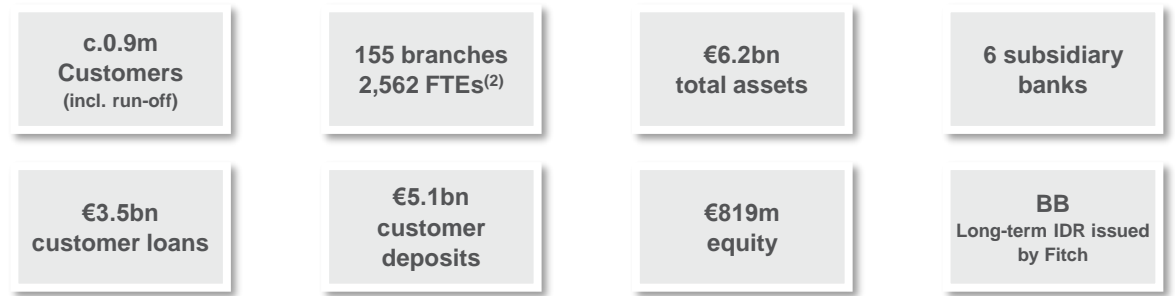 c.0.9m
Customers
(incl. run-off)
155 branches
2,562 FTEs(2)
€6.2bn
total assets
6 subsidiary
banks
€3.5bn
customer loans
€5.1bn
customer
deposits
€819m
equity
BB
Long-term IDR issued
by Fitch